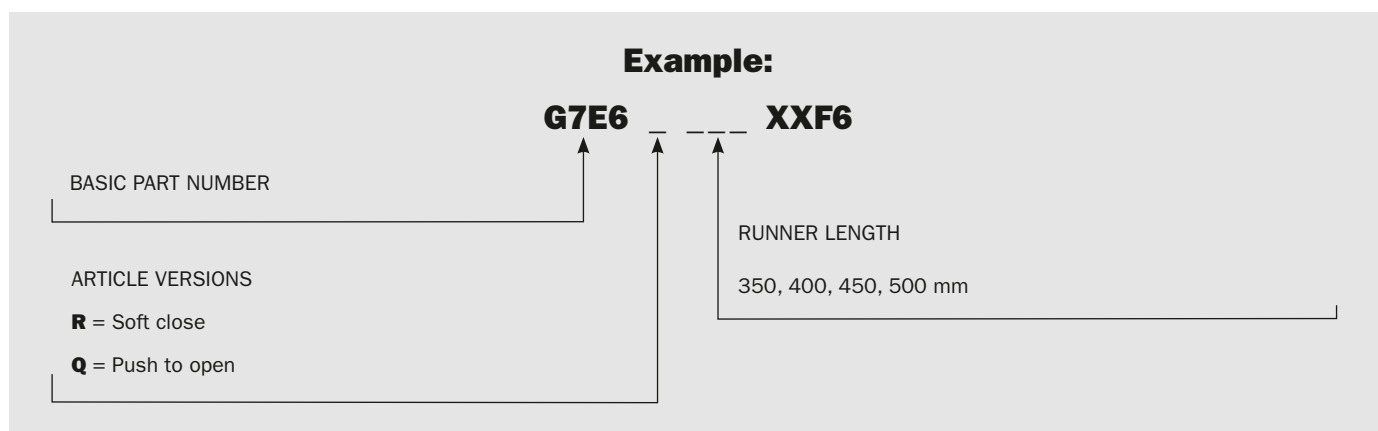 Example:
G7E6 _ _ _ _ XXF6
BASIC PART NUMBER
ARTICLE VERSIONS
R = Soft close
Q = Push to open
RUNNER LENGTH
350, 400, 450, 500 mm